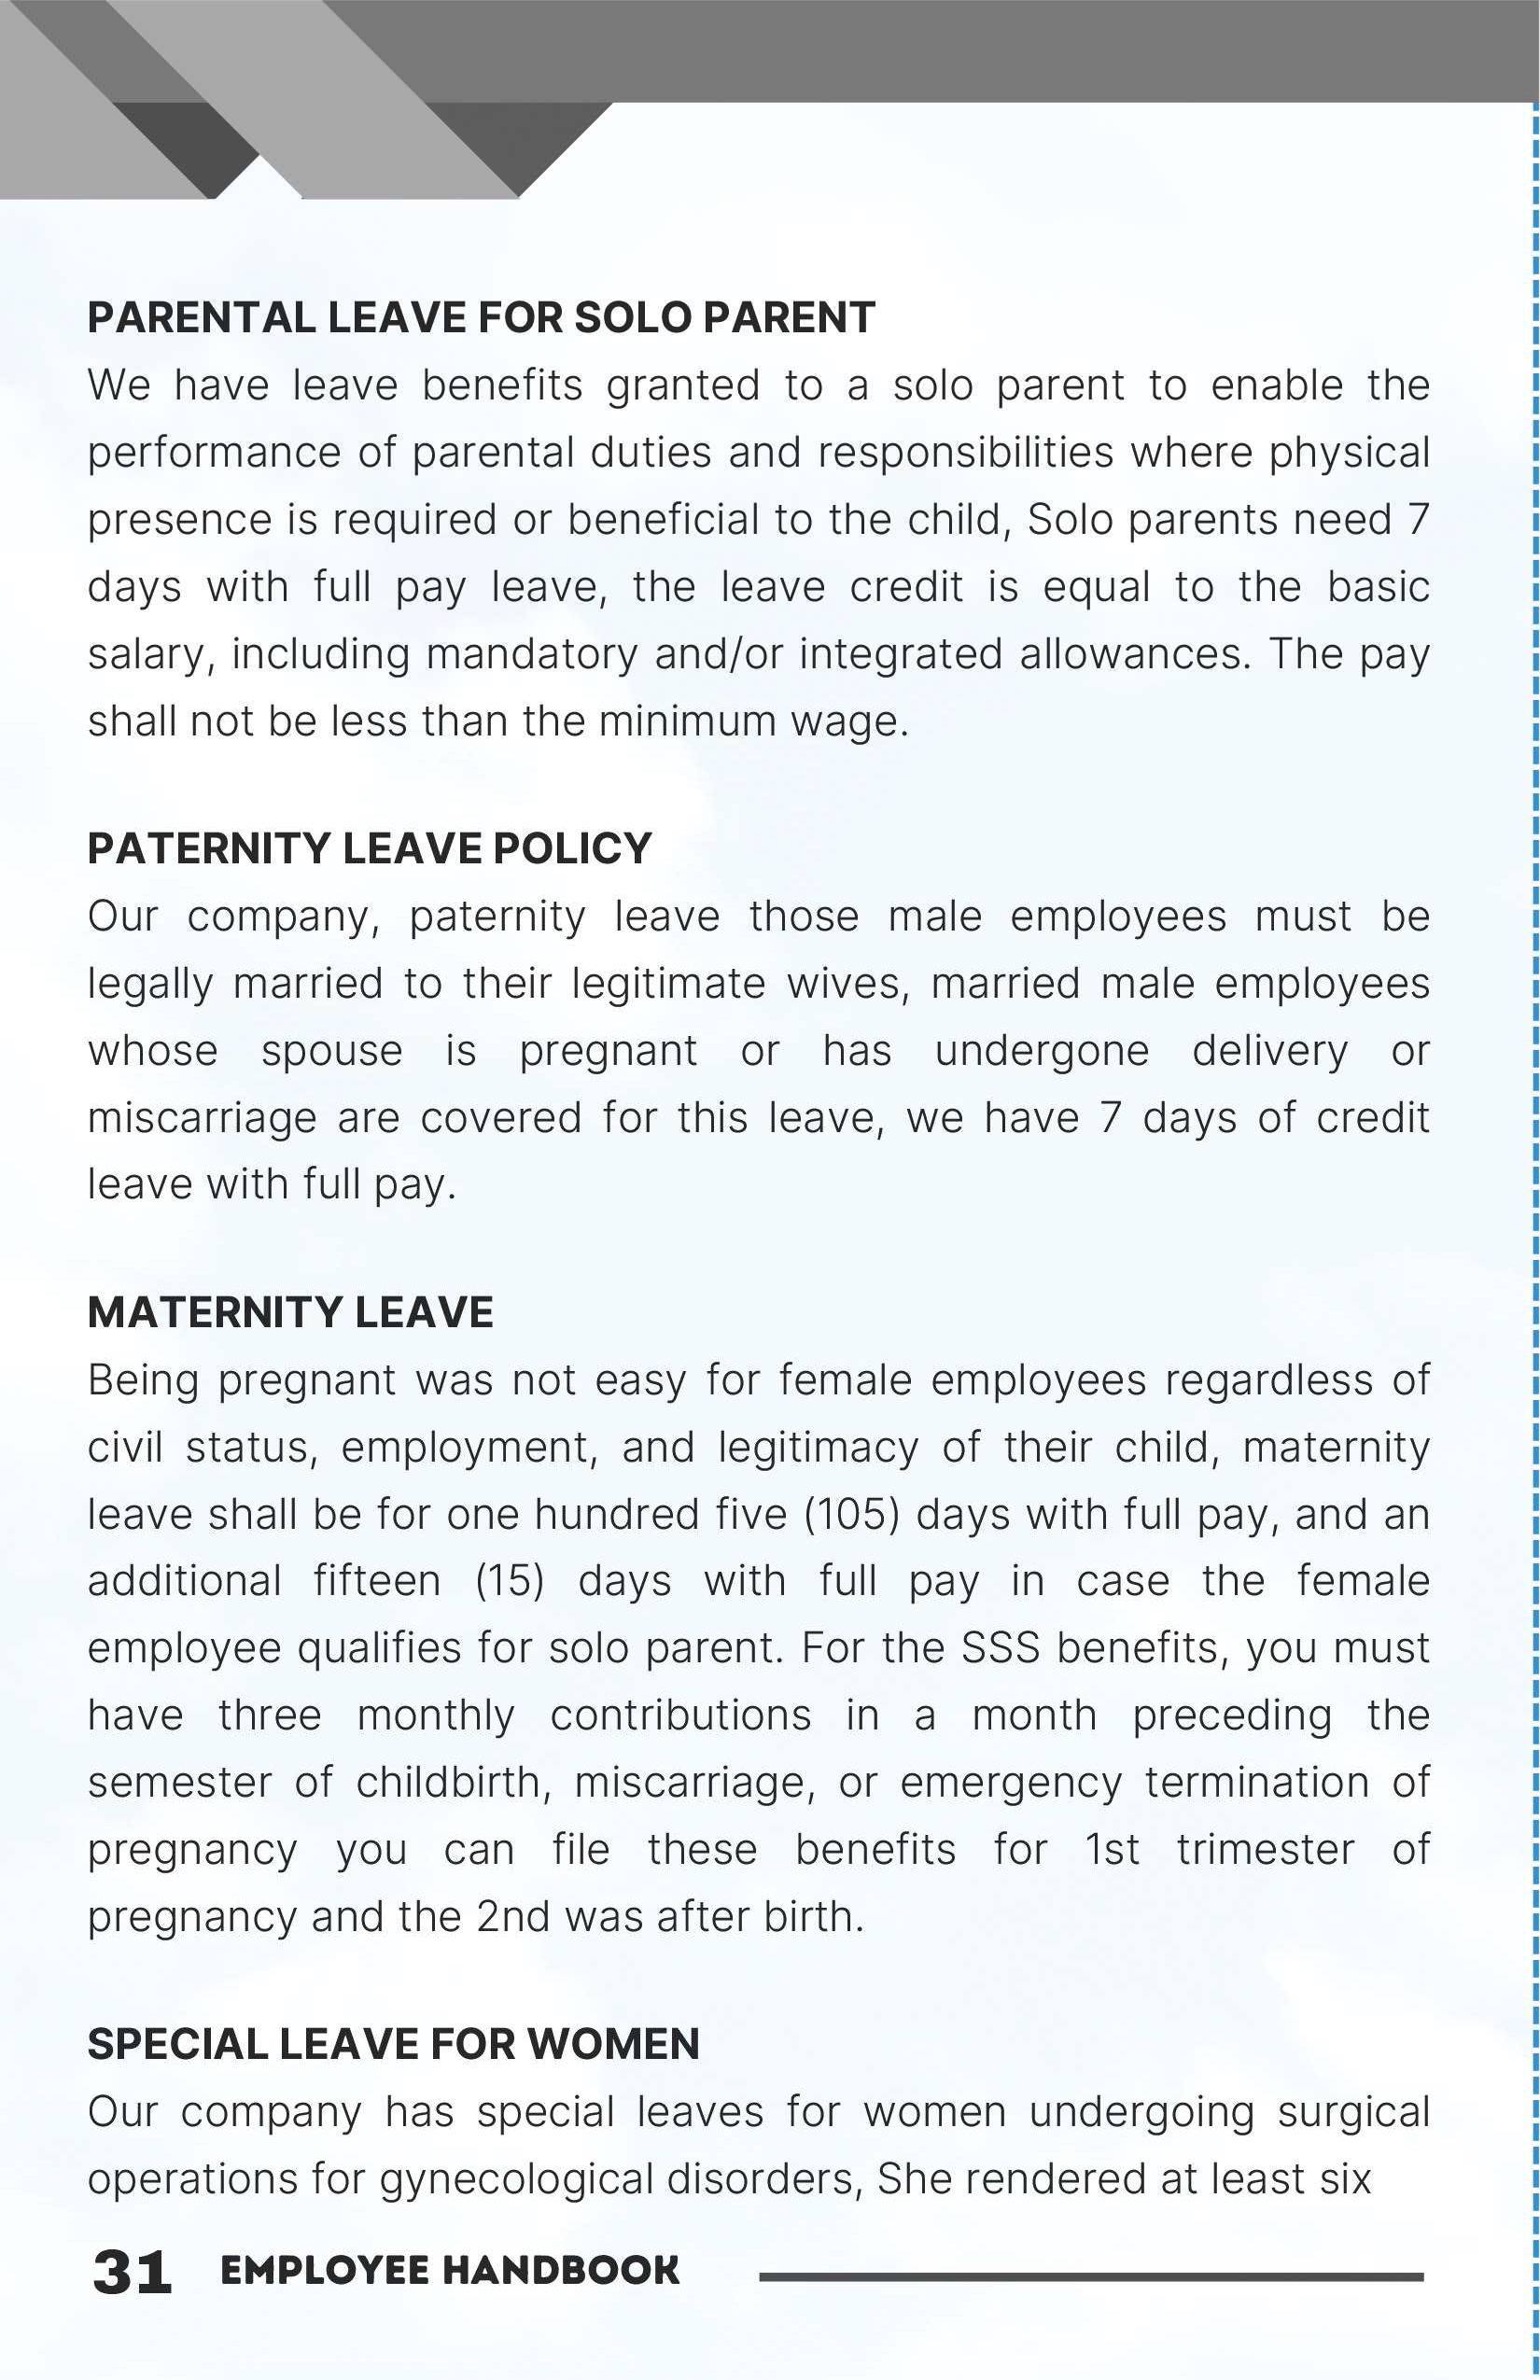 PARENTAL LEAVE FOR SOLO PARENT
We have leave benefits granted to a solo parent to enable the
performance of parental duties and responsibilities where physical
presence is required or beneficial to the child, Solo parents need 7
days with full pay leave, the leave credit is equal to the basic
salary, including mandatory and/or integrated allowances. The pay
shall not be less than the minimum wage.
PATERNITY LEAVE POLICY
Our company, paternity leave those male employees must be
legally married to their legitimate wives, married male employees
whose spouse is pregnant or has undergone delivery or
miscarriage are covered for this leave, we have 7 days of credit
leave with full pay.
MATERNITY LEAVE
Being pregnant was not easy for female employees regardless of
civil status, employment, and legitimacy of their child, maternity
leave shall be for one hundred five (105) days with full pay, and an
additional fifteen (15) days with full pay in case the female
employee qualifies for solo parent. For the SSS benefits, you must
have three monthly contributions in a month preceding the
semester of childbirth, miscarriage, or emergency termination of
pregnancy you can file these benefits for 1st trimester of
pregnancy and the 2nd was after birth.
SPECIAL LEAVE FOR WOMEN
Our company has special leaves for women undergoing surgical
operations for gynecological disorders, She rendered at least six
31 EMPLOYEE HANDBOOK